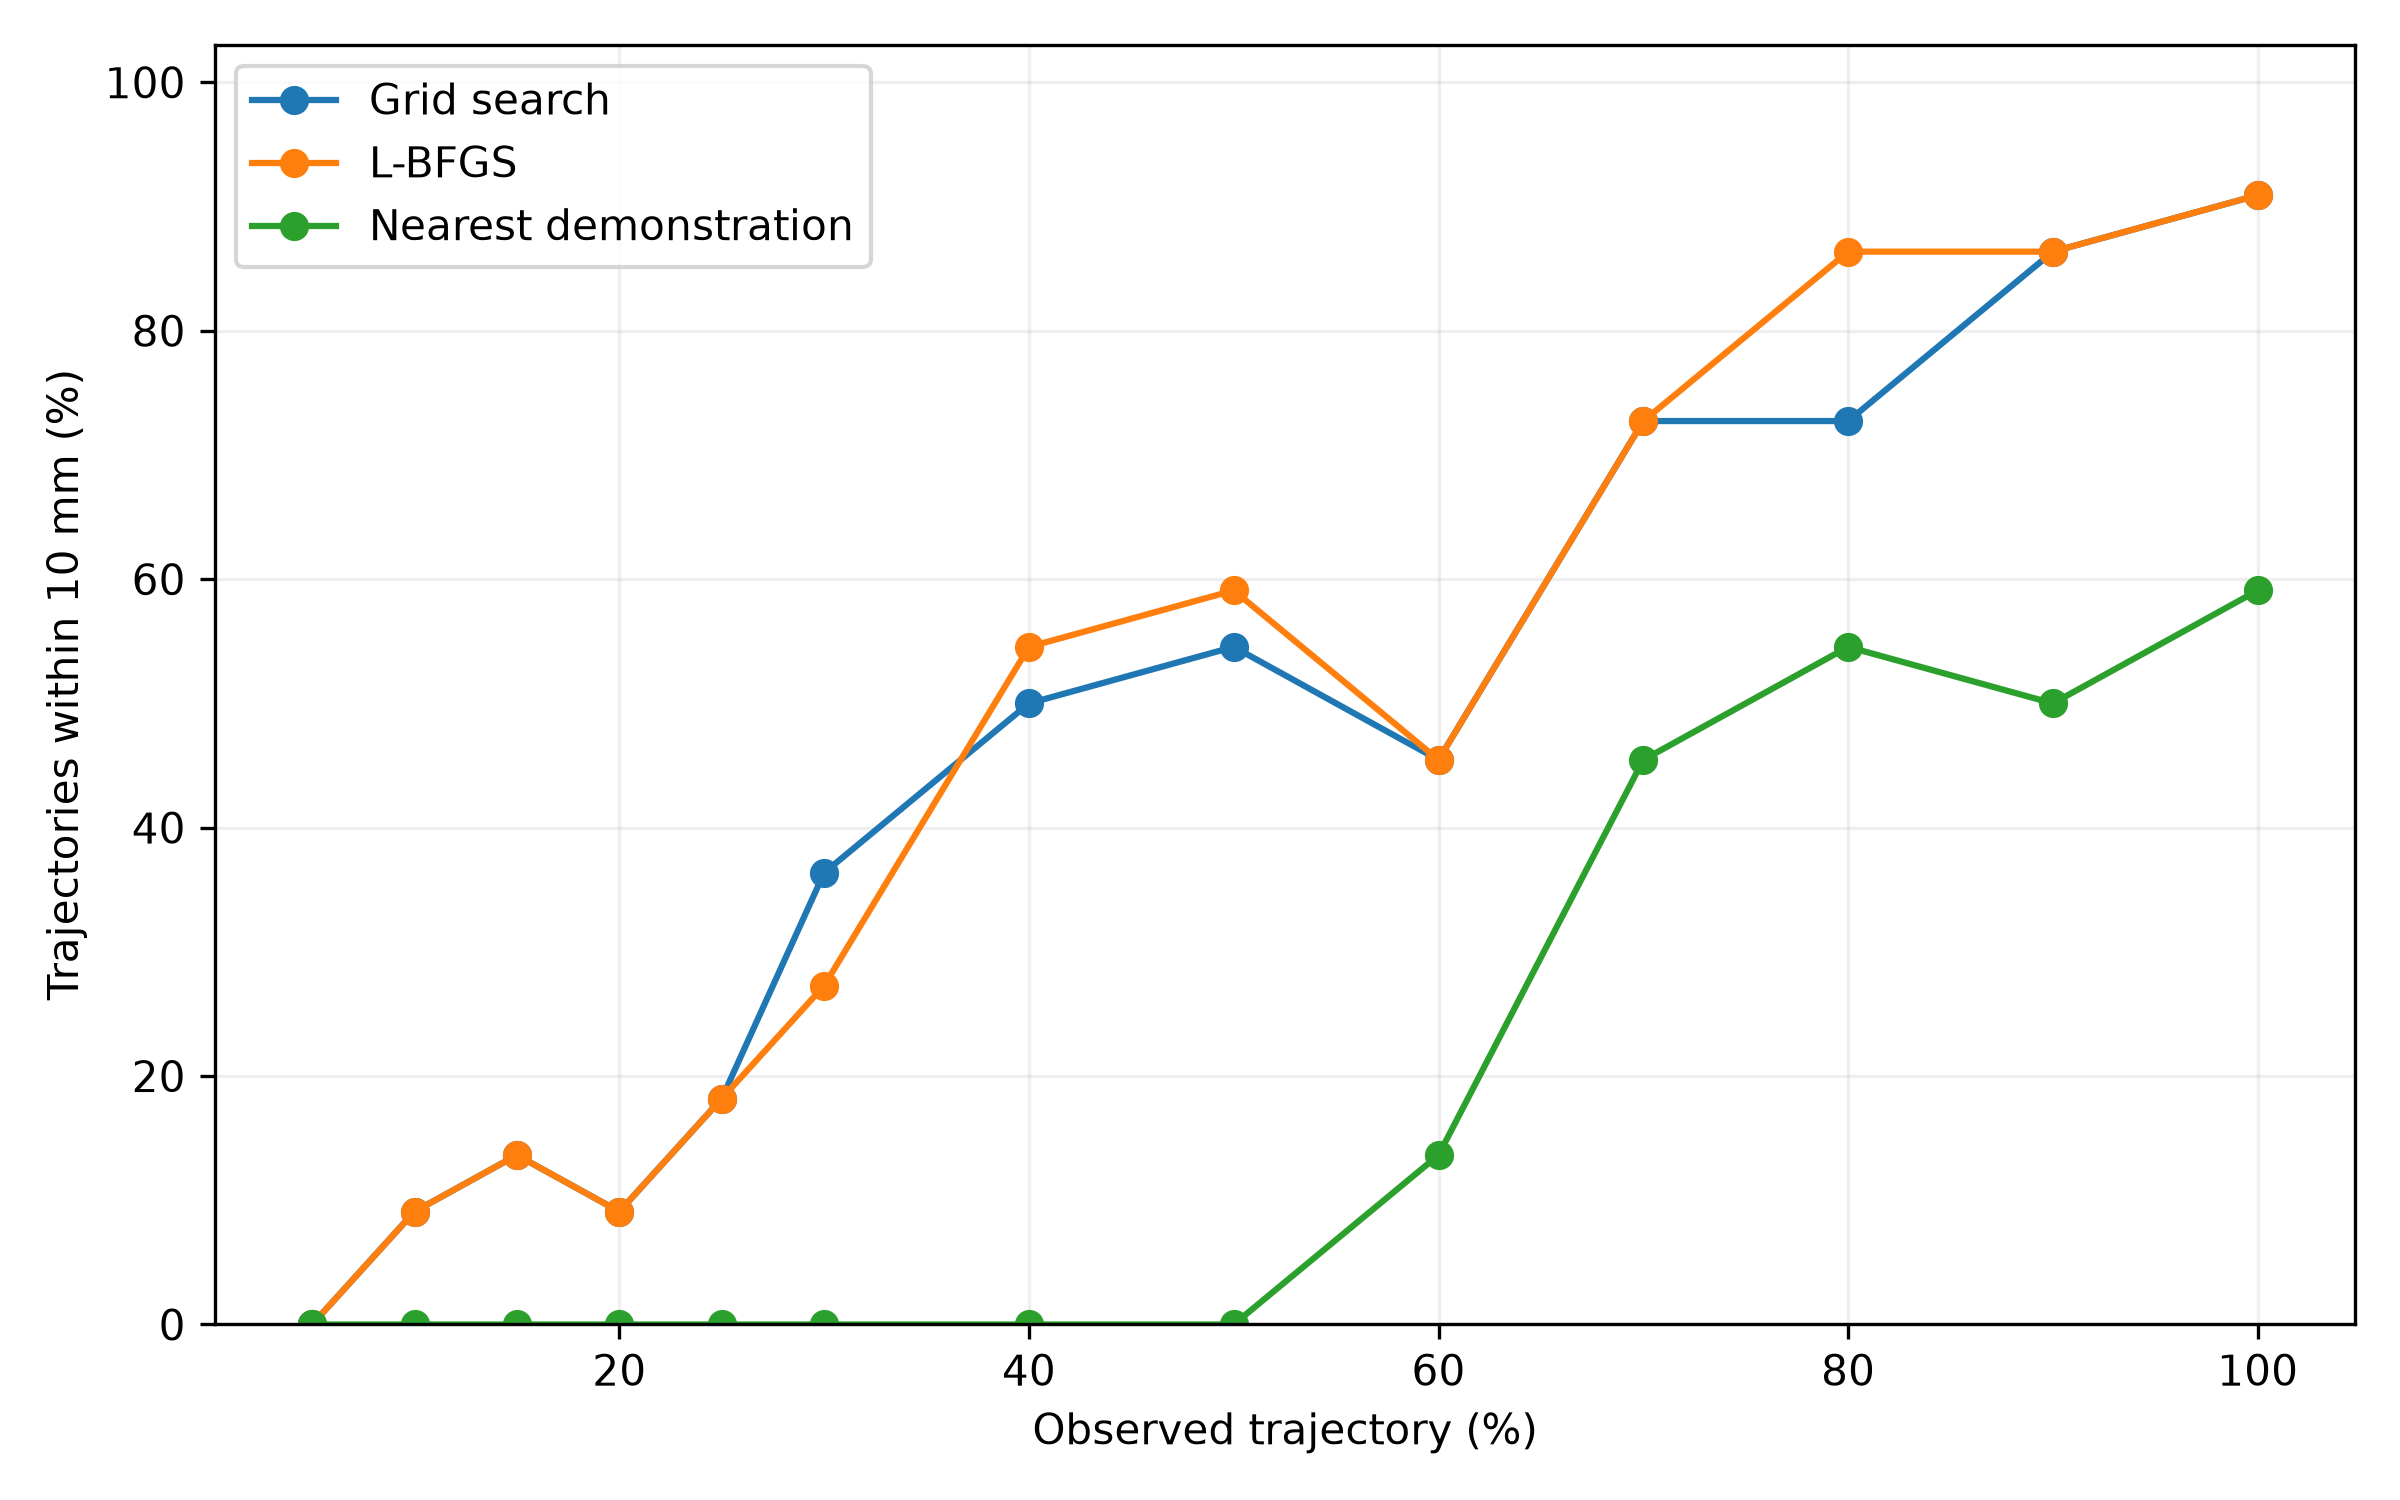 100
80
60
40
20
0
Trajectories within 10 mm (%)
Grid search
L-BFGS
Nearest demonstration
20 40 60 80 100
Observed trajectory (%)